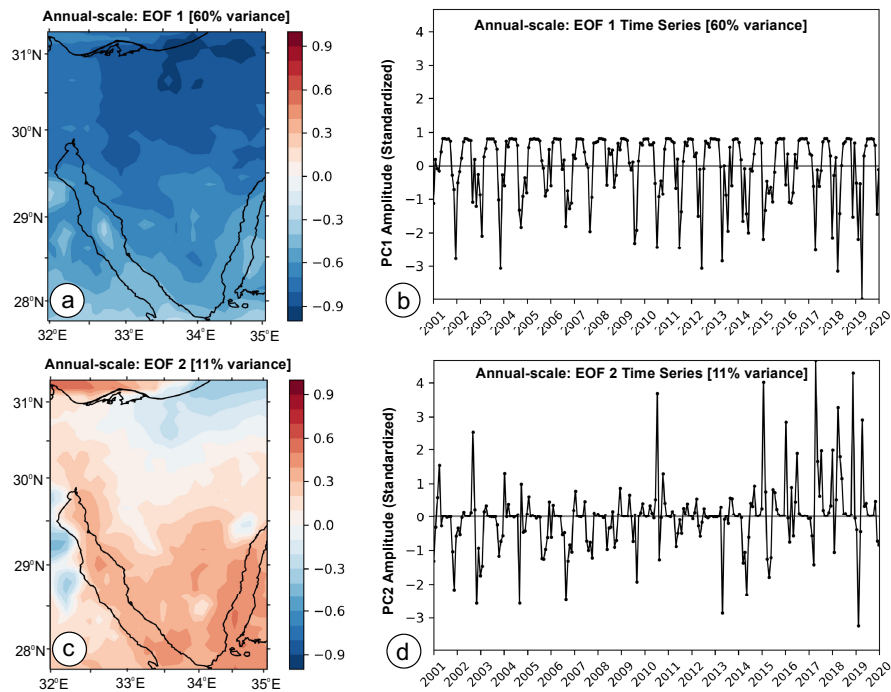 Annual-scale: EOF 1 [60% variance]
31°N
30°N
29°N
28°N
32°E
33°E
34°E
35°E
0.9
0.6
0.3
0.0
−0.3
−0.6
−0.9
a
Annual-scale: EOF 1 Time Series [60% variance]
PC1 Amplitude (Standardized)
4
3
2
1
0
−1
−2
−3
2001
2002
2003
2004
2005
2006
2007
2008
2009
2010
2011
2012
2013
2014
2015
2016
2017
2018
2019
2020
b
Annual-scale: EOF 2 [11% variance]
31°N
30°N
29°N
28°N
32°E
33°E
34°E
35°E
0.9
0.6
0.3
0.0
−0.3
−0.6
−0.9
c
Annual-scale: EOF 2 Time Series [11% variance]
PC2 Amplitude (Standardized)
4
3
2
1
0
−1
−2
−3
2001
2002
2003
2004
2005
2006
2007
2008
2009
2010
2011
2012
2013
2014
2015
2016
2017
2018
2019
2020
d